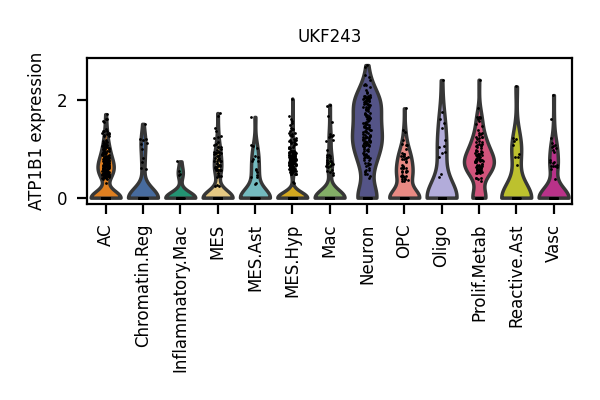 UKF243
ATP1B1 expression
2
0
AC
Chromatin.Reg
Inflammatory.Mac
MES
MES.Ast
MES.Hyp
Mac
Neuron
OPC
Oligo
Prolif.Metab
Reactive.Ast
Vasc